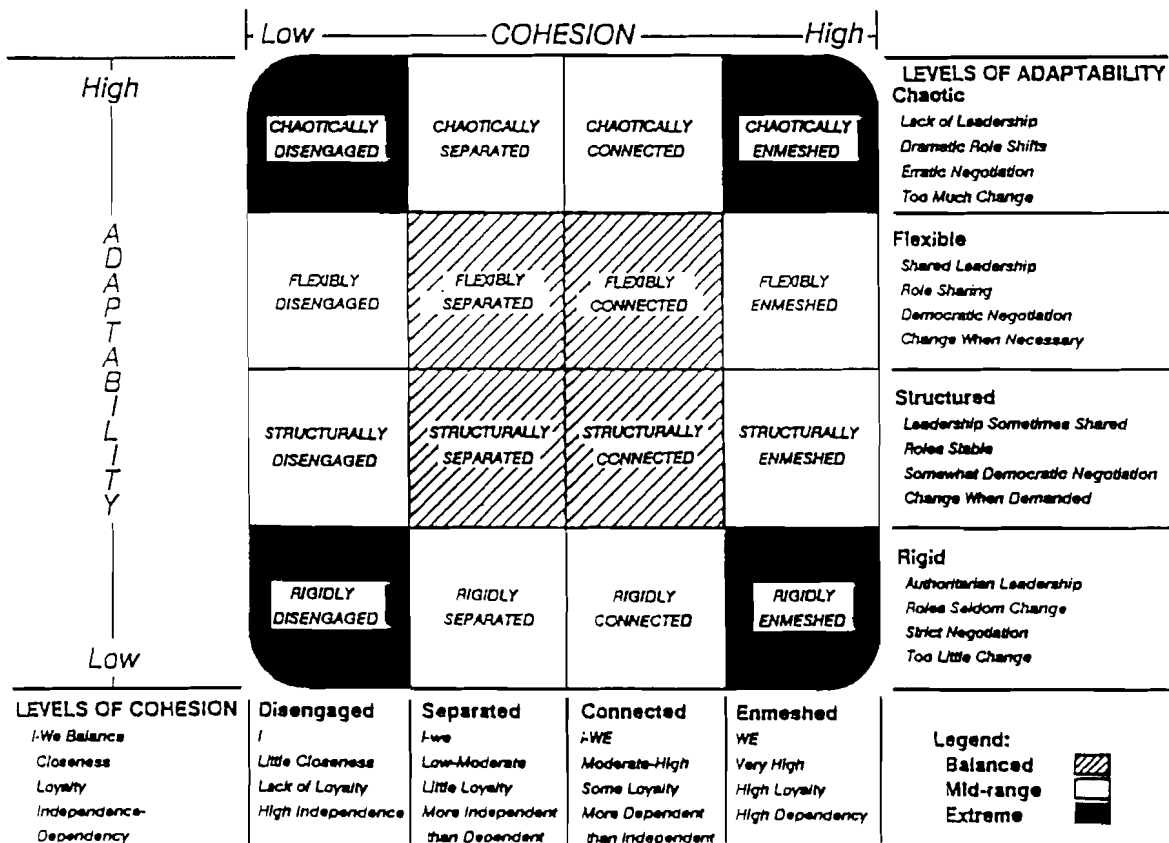 Low COHESION High
High
ADAPTABILITY
Low
CHAOTICALLY
DISENGAGED
CHAOTICALLY
SEPARATED
CHAOTICALLY
CONNECTED
CHAOTICALLY
ENMESHED
FLEXIBLY
DISENGAGED
FLEXIBLY
SEPARATED
FLEXIBLY
CONNECTED
FLEXIBLY
ENMESHED
STRUCTURALLY
DISENGAGED
STRUCTURALLY
SEPARATED
STRUCTURALLY
CONNECTED
STRUCTURALLY
ENMESHED
RIGIDLY
DISENGAGED
RIGIDLY
SEPARATED
RIGIDLY
CONNECTED
RIGIDLY
ENMESHED
LEVELS OF ADAPTABILITY
Chaotic
Lack of Leadership
Dramatic Role Shifts
Erratic Negotiation
Too Much Change
Flexible
Shared Leadership
Role Sharing
Democratic Negotiation
Change When Necessary
Structured
Leadership Sometimes Shared
Roles Stable
Somewhat Democratic Negotiation
Change When Demanded
Rigid
Authoritarian Leadership
Roles Seldom Change
Strict Negotiation
Too Little Change
LEVELS OF COHESION
I-We Balance
Closeness
Loyalty
Independence-
Dependency
Disengaged
I
Little Closeness
Lack of Loyalty
High Independence
Separated
I-we
Low-Moderate
Little Loyalty
More Independent
than Dependent
Connected
i-WE
Moderate-High
Some Loyalty
More Dependent
than Independent
Enmeshed
WE
Very High
High Loyalty
High Dependency
Legend:
Balanced
Mid-range
Extreme